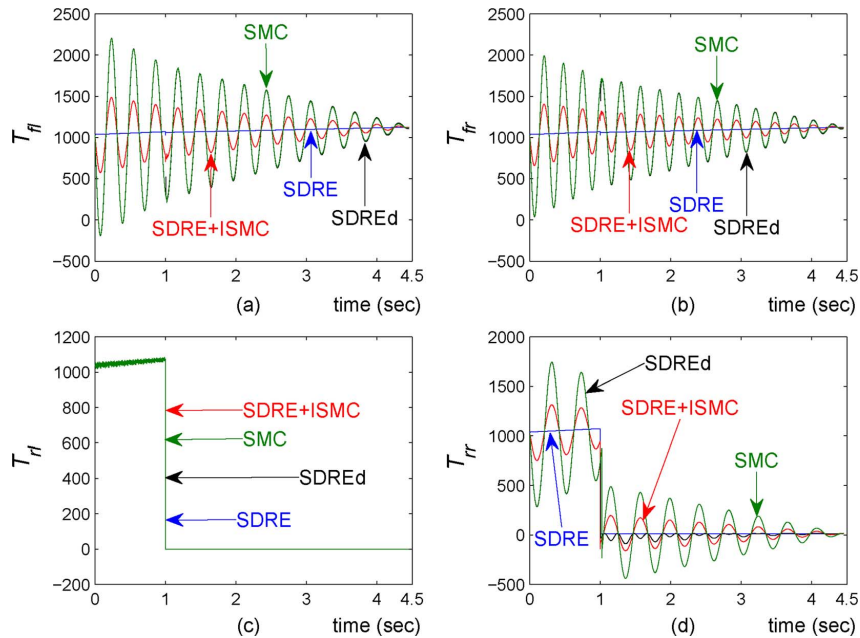 2500
2000
1500
1000
500
0
−500
T_fl
SMC
SDRE
SDRE+ISMC
SDREd
0 1 2 3 4.5
(a) time (sec)
2500
2000
1500
1000
500
0
−500
T_fr
SMC
SDRE
SDRE+ISMC
SDREd
0 1 2 3 4.5
(b) time (sec)
1200
1000
800
600
400
200
0
−200
T_rl
SDRE+ISMC
SMC
SDREd
SDRE
0 1 2 3 4.5
(c) time (sec)
2000
1500
1000
500
0
−500
T_rr
SDREd
SDRE+ISMC
SMC
SDRE
0 1 2 3 4.5
(d) time (sec)